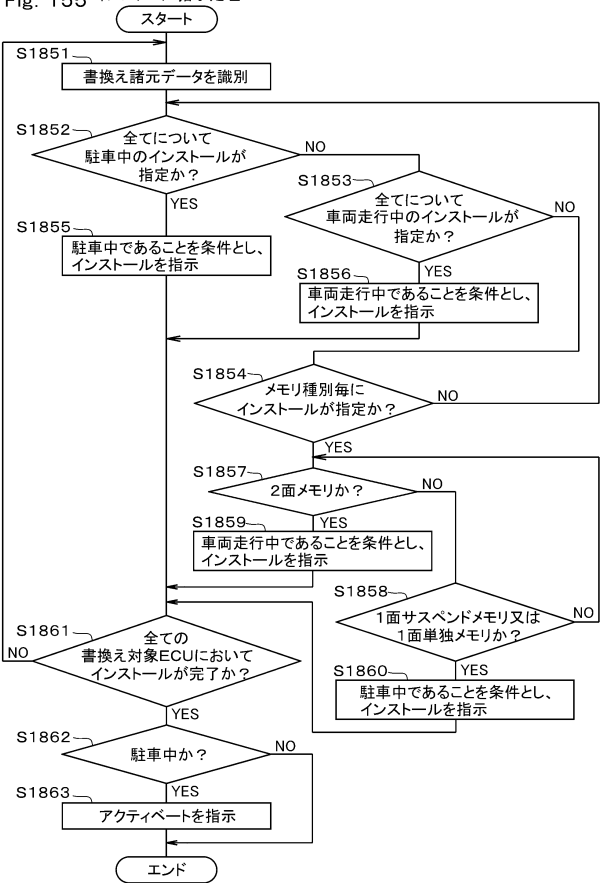 Fig. 155
スタート
S1851
書換え諸元データを識別
S1852
全てについて
駐車中のインストールが
指定か？
NO
YES
S1853
全てについて
車両走行中のインストールが
指定か？
NO
YES
S1855
駐車中であることを条件とし、
インストールを指示
S1856
車両走行中であることを条件とし、
インストールを指示
S1854
メモリ種別毎に
インストールが指定か？
NO
YES
S1857
2面メモリか？
NO
YES
S1859
車両走行中であることを条件とし、
インストールを指示
S1858
1面サスペンドメモリ又は
1面単独メモリか？
NO
YES
S1860
駐車中であることを条件とし、
インストールを指示
S1861
全ての
書換え対象ECUにおいて
インストールが完了か？
NO
YES
S1862
駐車中か？
NO
YES
S1863
アクティベートを指示
エンド